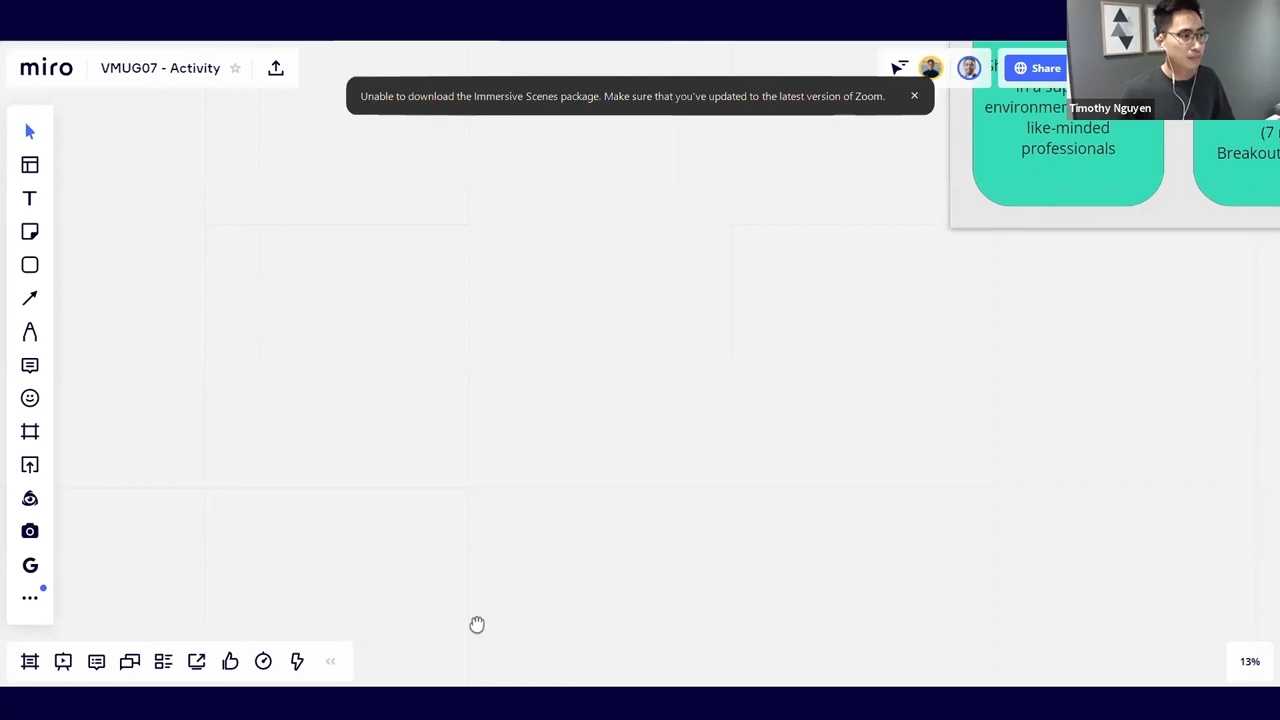 miro
VMUG07 - Activity
Unable to download the Immersive Scenes package. Make sure that you've updated to the latest version of Zoom.
Share
Timothy Nguyen
in a
environmen
like-minded
professionals
(7
Breakout
13%